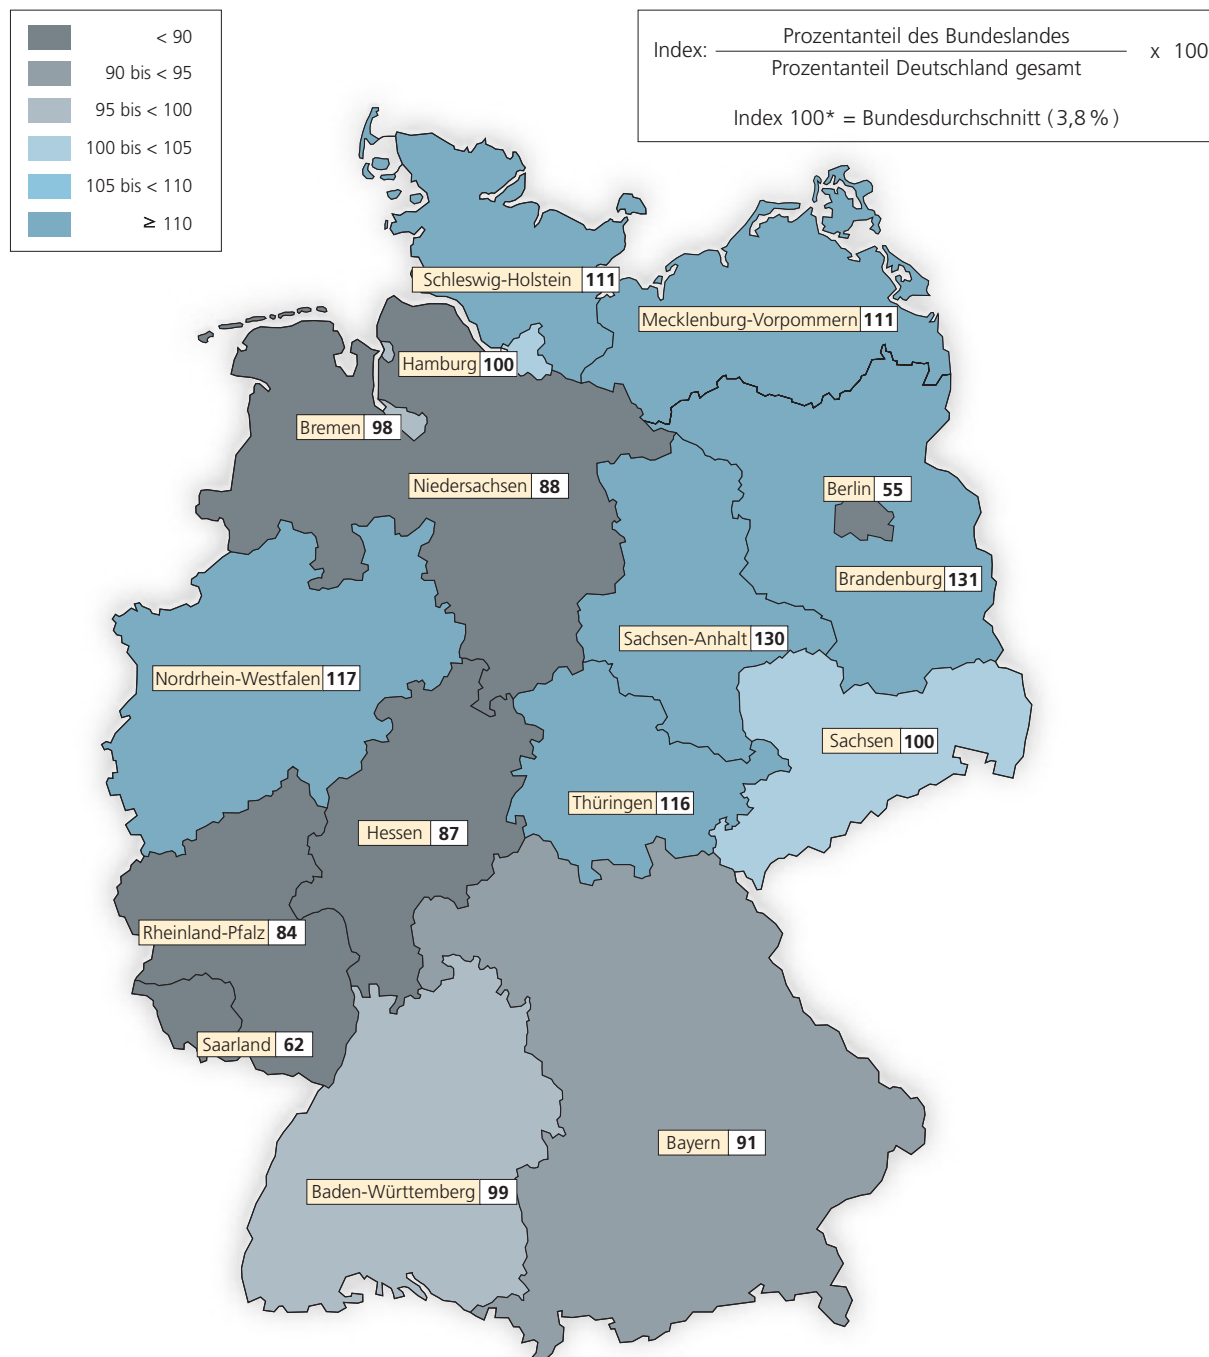 < 90
90 bis < 95
95 bis < 100
100 bis < 105
105 bis < 110
≥ 110
Index: Prozentanteil des Bundeslandes x 100
Prozentanteil Deutschland gesamt
Index 100* = Bundesdurchschnitt (3,8 %)
Schleswig-Holstein 111
Mecklenburg-Vorpommern 111
Hamburg 100
Bremen 98
Niedersachsen 88
Berlin 55
Brandenburg 131
Sachsen-Anhalt 130
Nordrhein-Westfalen 117
Sachsen 100
Thüringen 116
Hessen 87
Rheinland-Pfalz 84
Saarland 62
Bayern 91
Baden-Württemberg 99